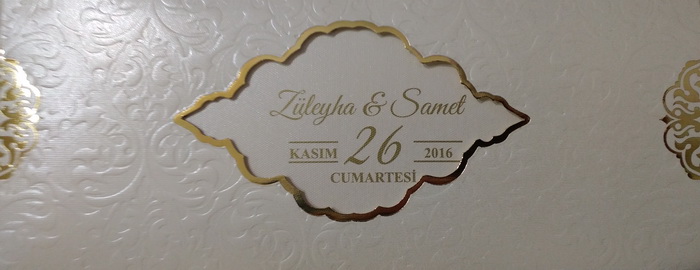 Züleyha & Samet
KASIM 26 2016
CUMARTESİ